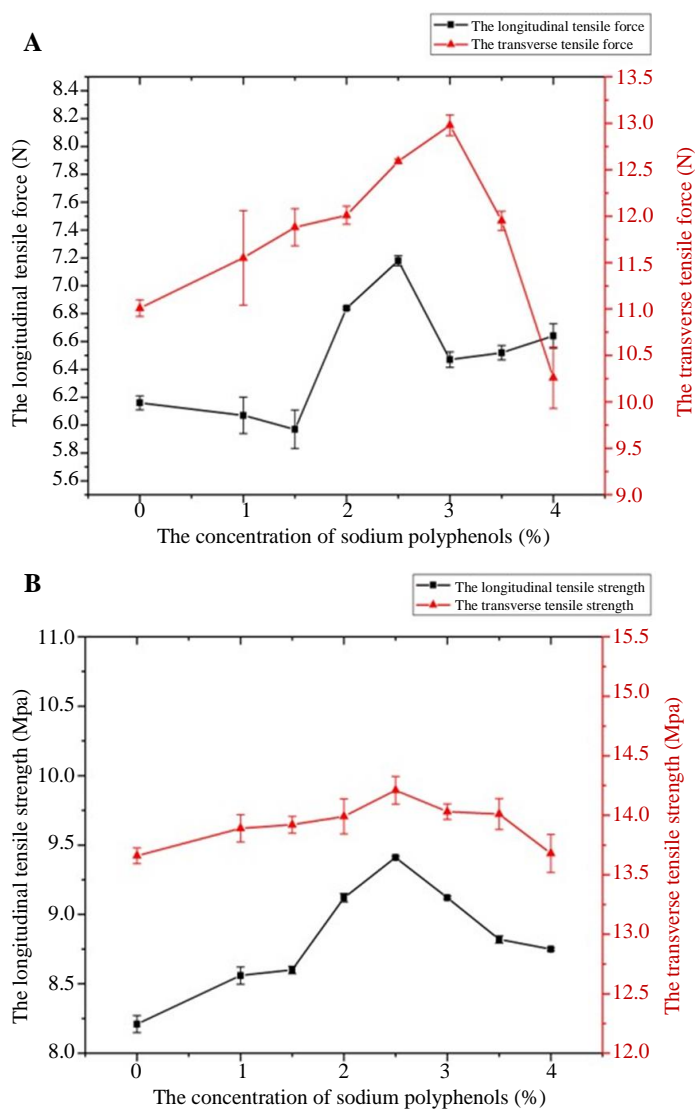 A
The longitudinal tensile force
The transverse tensile force
The longitudinal tensile force (N)
8.4
8.2
8.0
7.8
7.6
7.4
7.2
7.0
6.8
6.6
6.4
6.2
6.0
5.8
5.6
13.5
13.0
12.5
12.0
11.5
11.0
10.5
10.0
9.5
9.0
The transverse tensile force (N)
0 1 2 3 4
The concentration of sodium polyphenols (%)
B
The longitudinal tensile strength
The transverse tensile strength
The longitudinal tensile strength (Mpa)
11.0
10.5
10.0
9.5
9.0
8.5
8.0
15.5
15.0
14.5
14.0
13.5
13.0
12.5
12.0
The transverse tensile strength (Mpa)
0 1 2 3 4
The concentration of sodium polyphenols (%)